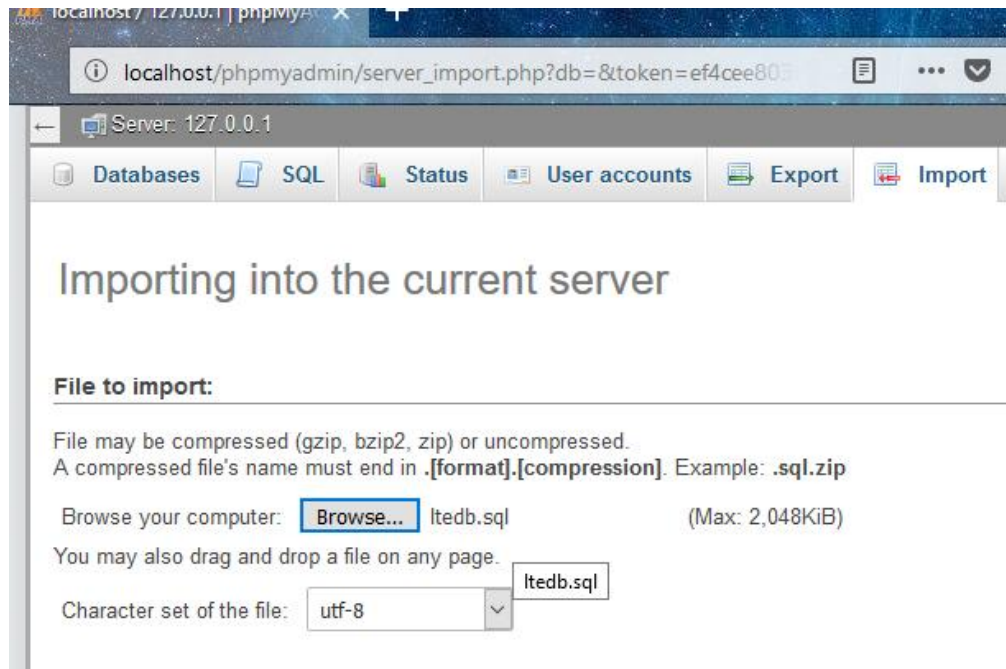 localhost / 127.0.0.1 | phpMyA
localhost/phpmyadmin/server_import.php?db=&token=ef4cee803
Server: 127.0.0.1
Databases SQL Status User accounts Export Import
Importing into the current server
File to import:
File may be compressed (gzip, bzip2, zip) or uncompressed.
A compressed file's name must end in .[format].[compression]. Example: .sql.zip
Browse your computer: Browse... ltedb.sql (Max: 2,048KiB)
You may also drag and drop a file on any page.
ltedb.sql
Character set of the file: utf-8